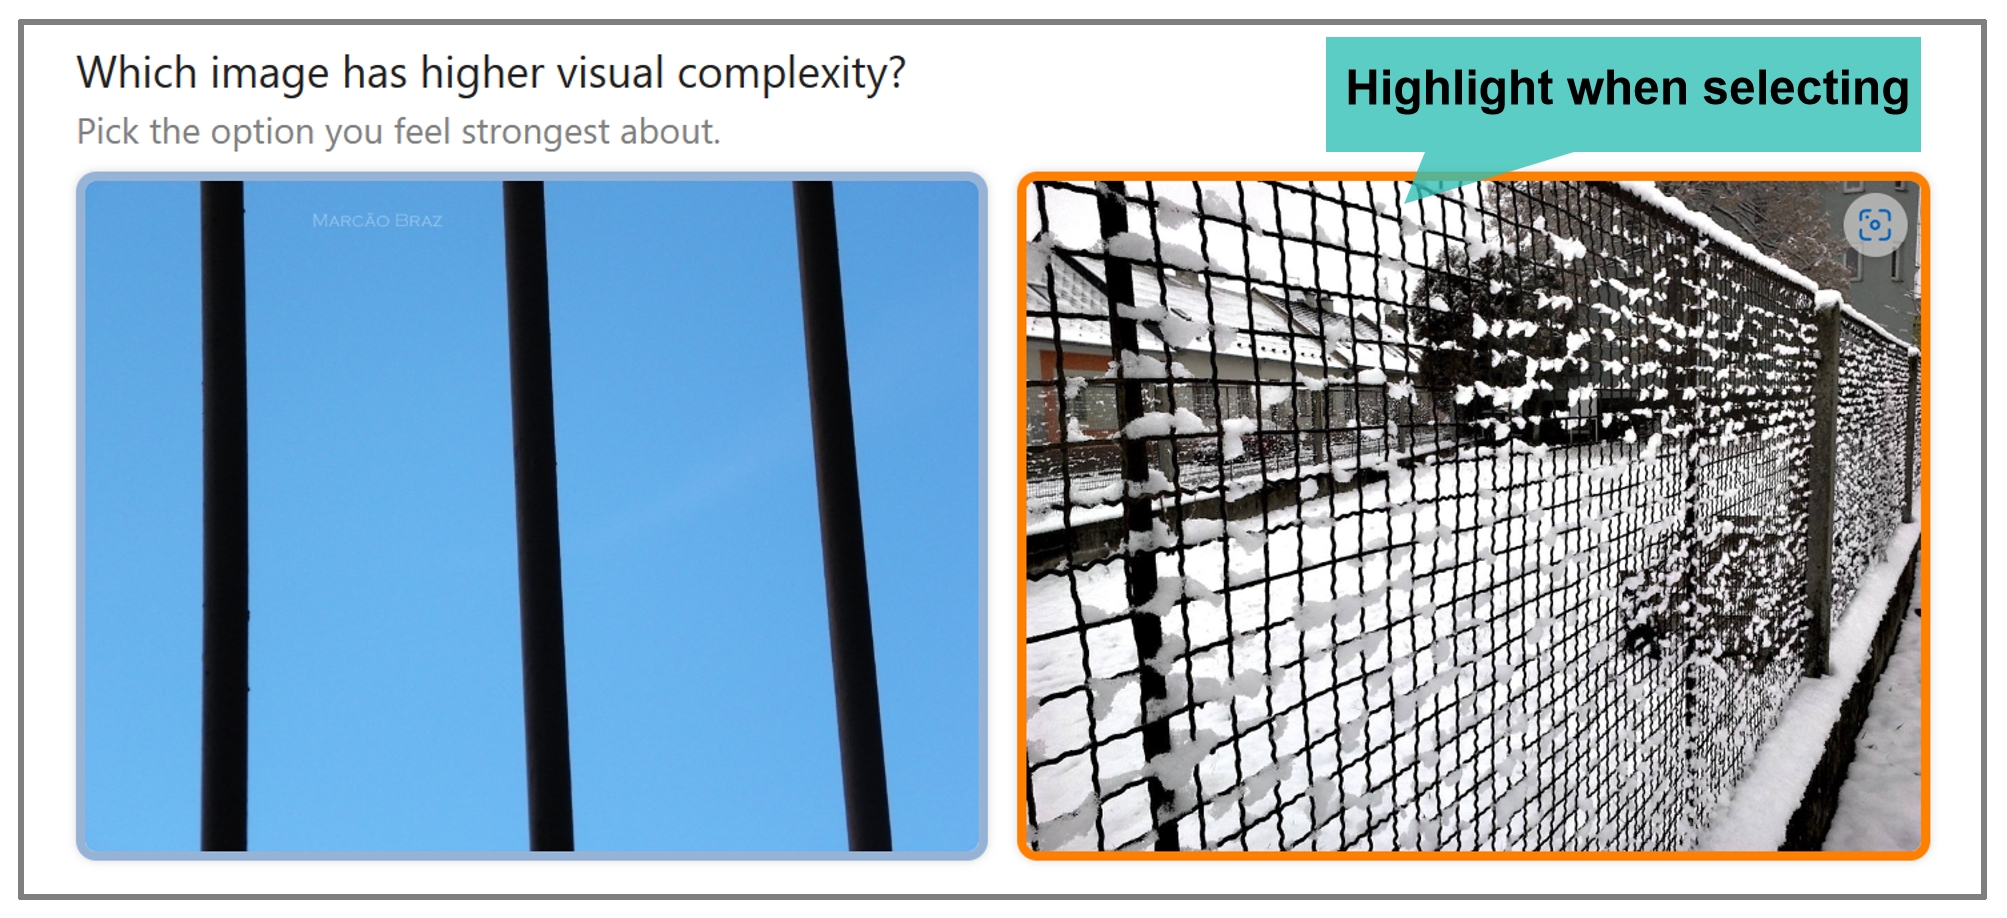 Which image has higher visual complexity?
Pick the option you feel strongest about.
Highlight when selecting
MARCÃO BRAZ